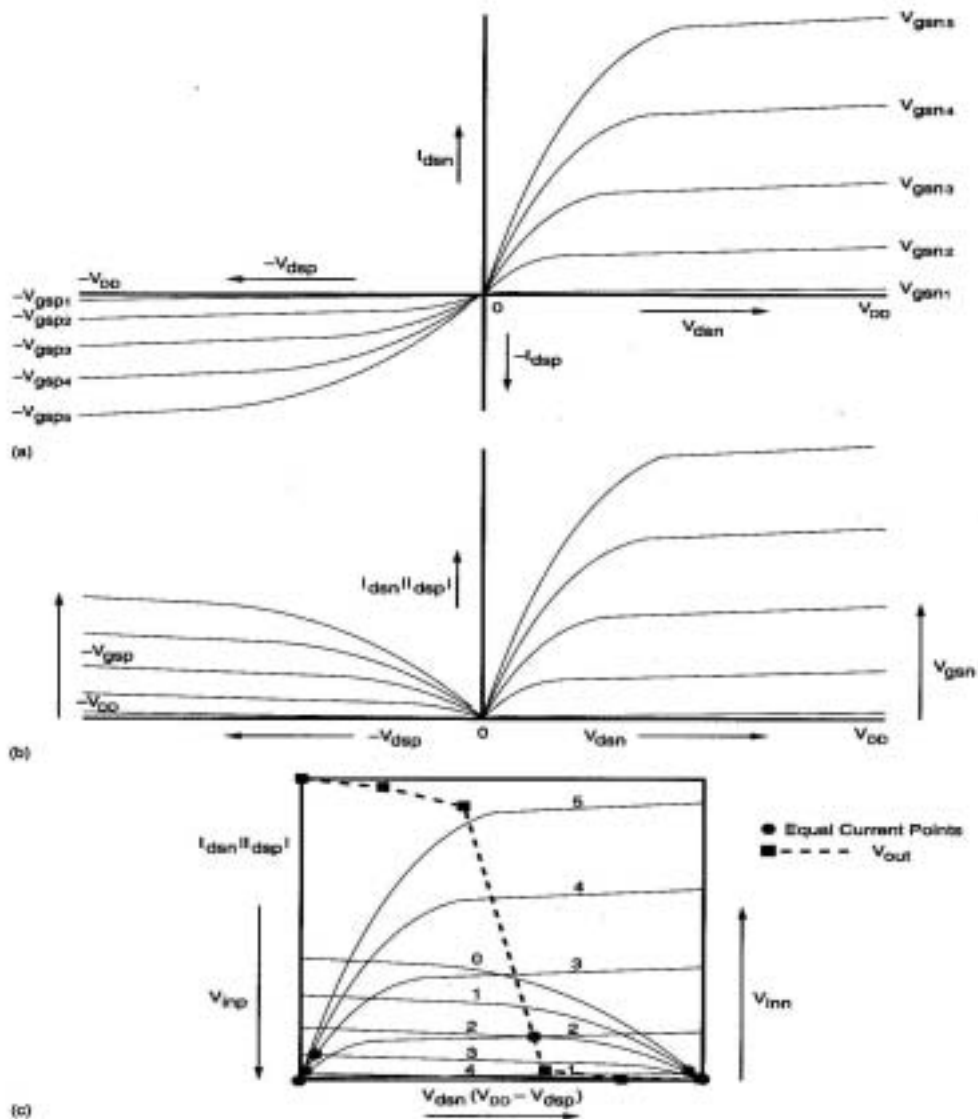 Vgsn5
Idsn
Vgsn4
Vgsn3
Vgsn2
−Vdsp
−VDD
−Vgsp1
−Vgsp2
−Vgsp3
−Vgsp4
−Vgsp5
Vgsn1
0
Vdsn
VDD
−Idsp
(a)
Idsn||Idsp|
−Vgsp
−VDD
Vgsn
−Vdsp
0
Vdsn
VDD
(b)
5
Idsn||Idsp|
4
0
3
1
2
2
3
4
1
Vinp
Vinn
Equal Current Points
Vout
Vdsn (VDD − Vdsp)
(c)